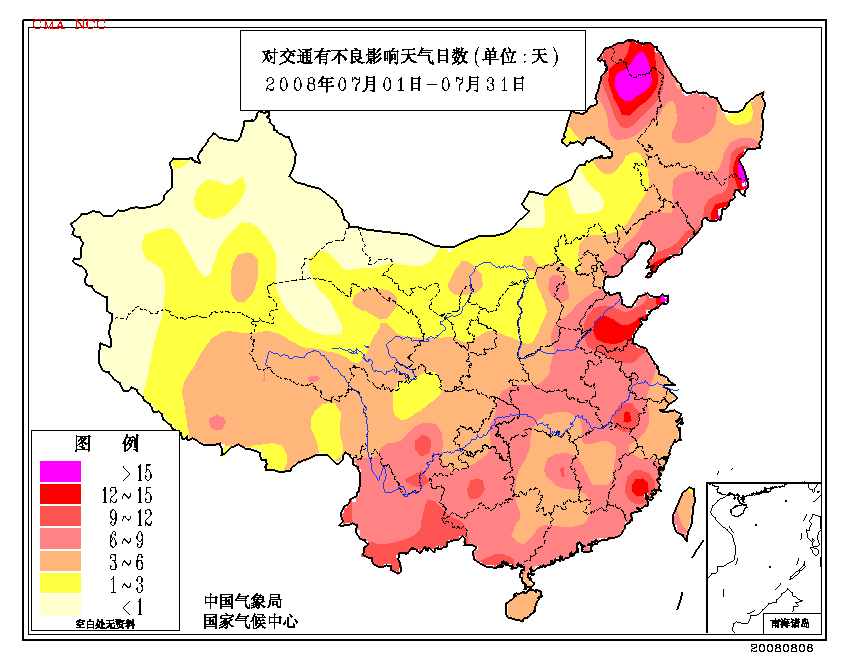 CMA NCC
对交通有不良影响天气日数(单位:天)
2008年07月01日-07月31日
图 例
>15
12~15
9~12
6~9
3~6
1~3
<1
空白处无资料
中国气象局
国家气候中心
南海诸岛
20080806